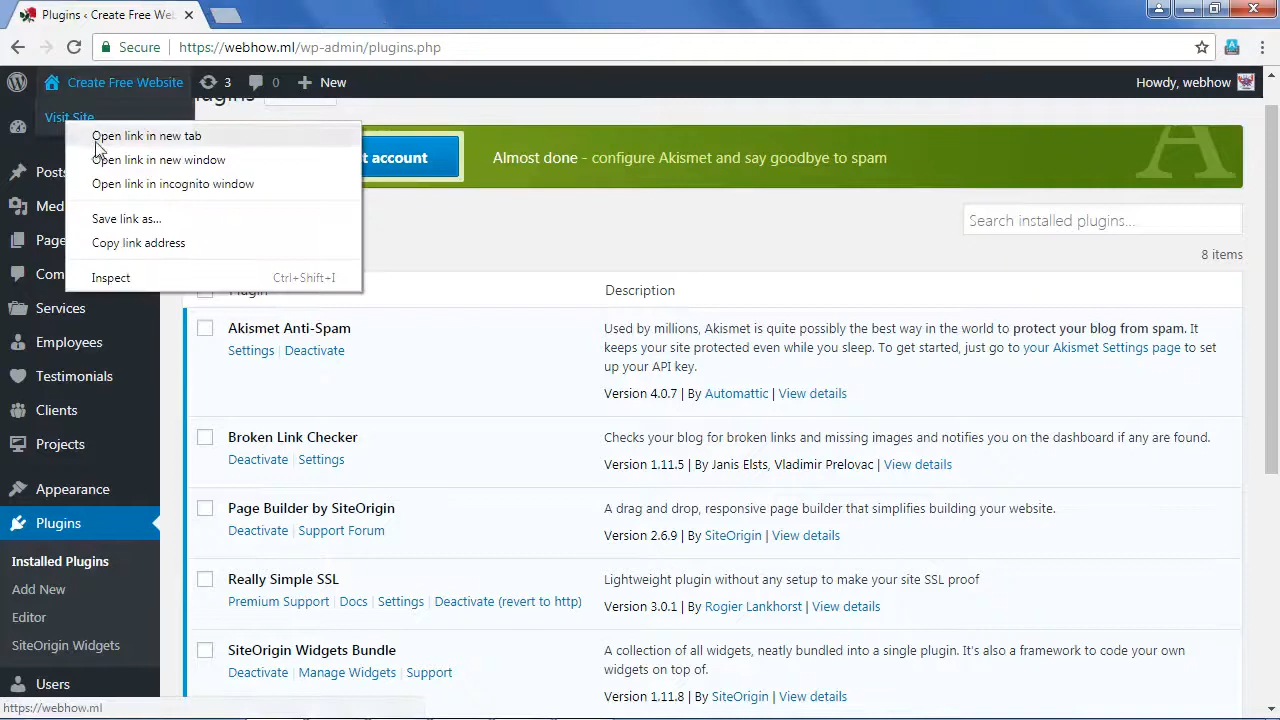 Plugins ‹ Create Free Web
Secure https://webhow.ml/wp-admin/plugins.php
Create Free Website 3 0 New Howdy, webhow
Visit Site
Open link in new tab
Open link in new window
Open link in incognito window
Save link as...
Copy link address
Inspect Ctrl+Shift+I
Posts
Med
Page
Com
Services
Employees
Testimonials
Clients
Projects
Appearance
Plugins
Installed Plugins
Add New
Editor
SiteOrigin Widgets
Users
https://webhow.ml
Plugins
account
Almost done - configure Akismet and say goodbye to spam
A
Search installed plugins...
8 items
Plugin Description
Akismet Anti-Spam
Settings | Deactivate
Used by millions, Akismet is quite possibly the best way in the world to protect your blog from spam. It
keeps your site protected even while you sleep. To get started, just go to your Akismet Settings page to set
up your API key.
Version 4.0.7 | By Automattic | View details
Broken Link Checker
Deactivate | Settings
Checks your blog for broken links and missing images and notifies you on the dashboard if any are found.
Version 1.11.5 | By Janis Elsts, Vladimir Prelovac | View details
Page Builder by SiteOrigin
Deactivate | Support Forum
A drag and drop, responsive page builder that simplifies building your website.
Version 2.6.9 | By SiteOrigin | View details
Really Simple SSL
Premium Support | Docs | Settings | Deactivate (revert to http)
Lightweight plugin without any setup to make your site SSL proof
Version 3.0.1 | By Rogier Lankhorst | View details
SiteOrigin Widgets Bundle
Deactivate | Manage Widgets | Support
A collection of all widgets, neatly bundled into a single plugin. It's also a framework to code your own
widgets on top of.
Version 1.11.8 | By SiteOrigin | View details